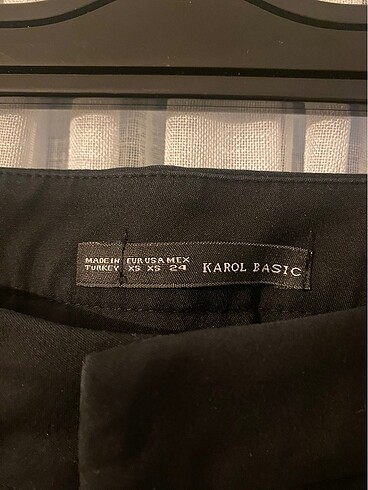 MADE IN EUR USA MEX
TURKEY XS XS 24 KAROL BASIC